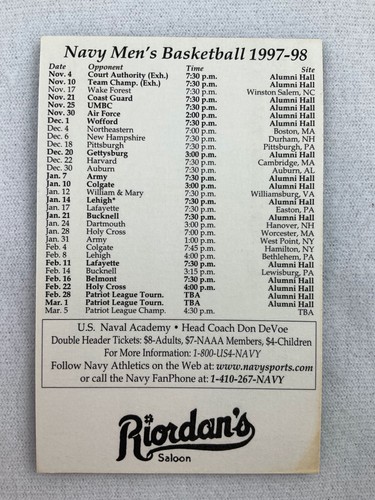 Navy Men's Basketball 1997-98
Date Opponent Time Site
Nov. 4 Court Authority (Exh.) 7:30 p.m. Alumni Hall
Nov. 10 Team Champ. (Exh.) 7:30 p.m. Alumni Hall
Nov. 17 Wake Forest 7:30 p.m. Winston Salem, NC
Nov. 21 Coast Guard 7:30 p.m. Alumni Hall
Nov. 25 UMBC 7:30 p.m. Alumni Hall
Nov. 30 Air Force 2:00 p.m. Alumni Hall
Dec. 1 Wofford 7:30 p.m. Alumni Hall
Dec. 4 Northeastern 7:00 p.m. Boston, MA
Dec. 6 New Hampshire 7:30 p.m. Durham, NH
Dec. 18 Pittsburgh 7:30 p.m. Pittsburgh, PA
Dec. 20 Gettysburg 3:00 p.m. Alumni Hall
Dec. 22 Harvard 7:30 p.m. Cambridge, MA
Dec. 30 Auburn 7:30 p.m. Auburn, AL
Jan. 7 Army 7:30 p.m. Alumni Hall
Jan. 10 Colgate 3:00 p.m. Alumni Hall
Jan. 12 William & Mary 7:30 p.m. Williamsburg, VA
Jan. 14 Lehigh* 7:30 p.m. Alumni Hall
Jan. 17 Lafayette 7:30 p.m. Easton, PA
Jan. 21 Bucknell 7:30 p.m. Alumni Hall
Jan. 24 Dartmouth 3:00 p.m. Hanover, NH
Jan. 28 Holy Cross 7:00 p.m. Worcester, MA
Jan. 31 Army 1:00 p.m. West Point, NY
Feb. 4 Colgate 7:45 p.m. Hamilton, NY
Feb. 8 Lehigh 4:00 p.m. Bethlehem, PA
Feb. 11 Lafayette 7:30 p.m. Alumni Hall
Feb. 14 Bucknell 3:15 p.m. Lewisburg, PA
Feb. 16 Belmont 7:30 p.m. Alumni Hall
Feb. 22 Holy Cross 4:00 p.m. Alumni Hall
Feb. 28 Patriot League Tourn. TBA Alumni Hall
Mar. 1 Patriot League Tourn. TBA Alumni Hall
Mar. 5 Patriot League Champ. 4:30 p.m. TBA
U.S. Naval Academy • Head Coach Don DeVoe
Double Header Tickets: $8-Adults, $7-NAAA Members, $4-Children
For More Information: 1-800-US4-NAVY
Follow Navy Athletics on the Web at: www.navysports.com
or call the Navy FanPhone at: 1-410-267-NAVY
Riordan's
Saloon